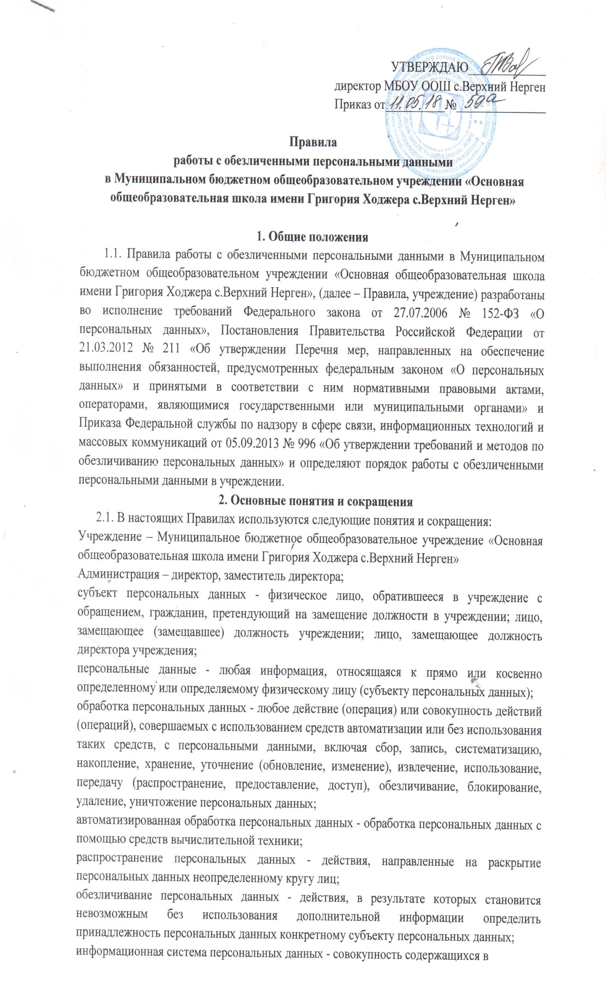 УТВЕРЖДАЮ
директор МБОУ ООШ с.Верхний Нерген
Приказ от 11.05.18 № 59а
Правила
работы с обезличенными персональными данными
в Муниципальном бюджетном общеобразовательном учреждении «Основная
общеобразовательная школа имени Григория Ходжера с.Верхний Нерген»
1. Общие положения
1.1. Правила работы с обезличенными персональными данными в Муниципальном
бюджетном общеобразовательном учреждении «Основная общеобразовательная школа
имени Григория Ходжера с.Верхний Нерген», (далее – Правила, учреждение) разработаны
во исполнение требований Федерального закона от 27.07.2006 № 152-ФЗ «О
персональных данных», Постановления Правительства Российской Федерации от
21.03.2012 № 211 «Об утверждении Перечня мер, направленных на обеспечение
выполнения обязанностей, предусмотренных федеральным законом «О персональных
данных» и принятыми в соответствии с ним нормативными правовыми актами,
операторами, являющимися государственными или муниципальными органами» и
Приказа Федеральной службы по надзору в сфере связи, информационных технологий и
массовых коммуникаций от 05.09.2013 № 996 «Об утверждении требований и методов по
обезличиванию персональных данных» и определяют порядок работы с обезличенными
персональными данными в учреждении.
2. Основные понятия и сокращения
2.1. В настоящих Правилах используются следующие понятия и сокращения:
Учреждение – Муниципальное бюджетное общеобразовательное учреждение «Основная
общеобразовательная школа имени Григория Ходжера с.Верхний Нерген»
Администрация – директор, заместитель директора;
субъект персональных данных - физическое лицо, обратившееся в учреждение с
обращением, гражданин, претендующий на замещение должности в учреждении; лицо,
замещающее (замещавшее) должность учреждении; лицо, замещающее должность
директора учреждения;
персональные данные - любая информация, относящаяся к прямо или косвенно
определенному или определяемому физическому лицу (субъекту персональных данных);
обработка персональных данных - любое действие (операция) или совокупность действий
(операций), совершаемых с использованием средств автоматизации или без использования
таких средств, с персональными данными, включая сбор, запись, систематизацию,
накопление, хранение, уточнение (обновление, изменение), извлечение, использование,
передачу (распространение, предоставление, доступ), обезличивание, блокирование,
удаление, уничтожение персональных данных;
автоматизированная обработка персональных данных - обработка персональных данных с
помощью средств вычислительной техники;
распространение персональных данных - действия, направленные на раскрытие
персональных данных неопределенному кругу лиц;
обезличивание персональных данных - действия, в результате которых становится
невозможным без использования дополнительной информации определить
принадлежность персональных данных конкретному субъекту персональных данных;
информационная система персональных данных - совокупность содержащихся в